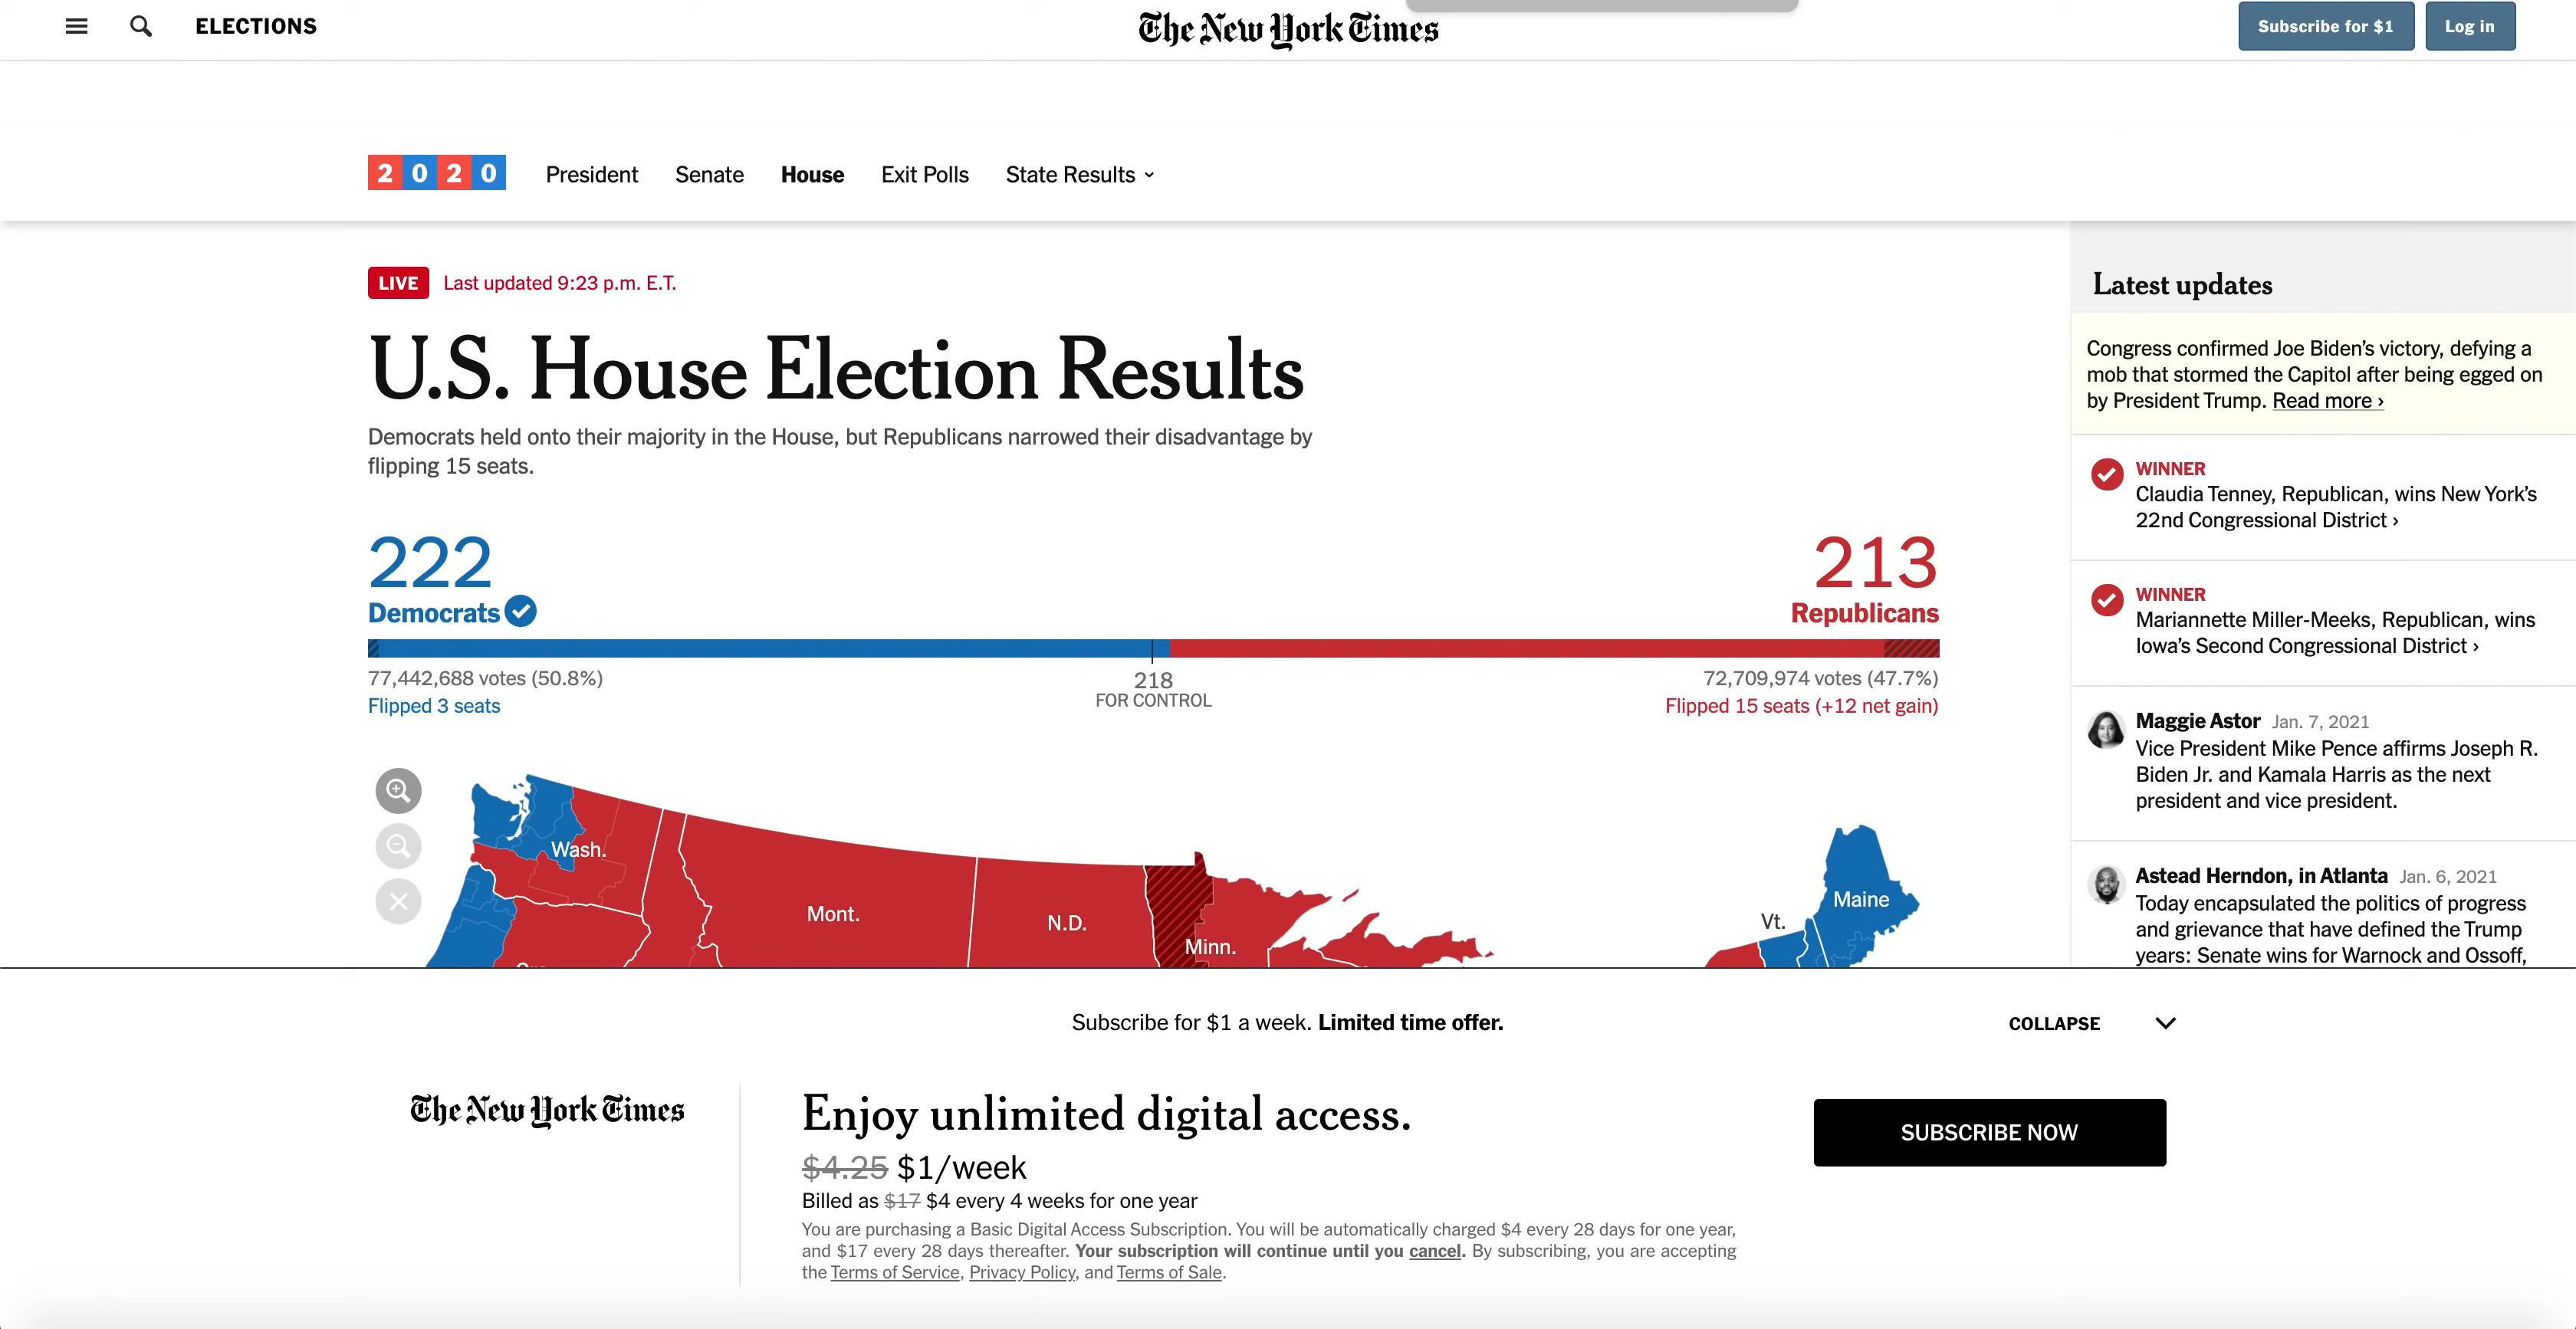 ELECTIONS
The New York Times
Subscribe for $1
Log in
2020
President
Senate
House
Exit Polls
State Results
LIVE
Last updated 9:23 p.m. E.T.
U.S. House Election Results
Democrats held onto their majority in the House, but Republicans narrowed their disadvantage by
flipping 15 seats.
222
Democrats
213
Republicans
77,442,688 votes (50.8%)
Flipped 3 seats
218
FOR CONTROL
72,709,974 votes (47.7%)
Flipped 15 seats (+12 net gain)
Wash.
Mont.
N.D.
Minn.
Vt.
Maine
Latest updates
Congress confirmed Joe Biden’s victory, defying a
mob that stormed the Capitol after being egged on
by President Trump. Read more ›
WINNER
Claudia Tenney, Republican, wins New York’s
22nd Congressional District ›
WINNER
Mariannette Miller-Meeks, Republican, wins
Iowa’s Second Congressional District ›
Maggie Astor Jan. 7, 2021
Vice President Mike Pence affirms Joseph R.
Biden Jr. and Kamala Harris as the next
president and vice president.
Astead Herndon, in Atlanta Jan. 6, 2021
Today encapsulated the politics of progress
and grievance that have defined the Trump
years: Senate wins for Warnock and Ossoff,
Subscribe for $1 a week. Limited time offer.
COLLAPSE
The New York Times
Enjoy unlimited digital access.
$4.25 $1/week
Billed as $17 $4 every 4 weeks for one year
You are purchasing a Basic Digital Access Subscription. You will be automatically charged $4 every 28 days for one year,
and $17 every 28 days thereafter. Your subscription will continue until you cancel. By subscribing, you are accepting
the Terms of Service, Privacy Policy, and Terms of Sale.
SUBSCRIBE NOW